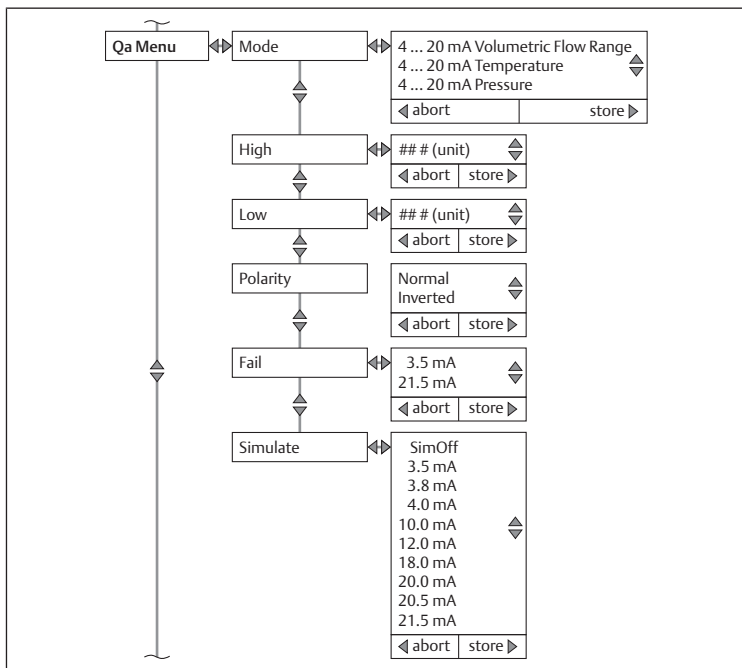 Qa Menu
Mode
4 ... 20 mA Volumetric Flow Range
4 ... 20 mA Temperature
4 ... 20 mA Pressure
abort
store
High
## # (unit)
abort
store
Low
## # (unit)
abort
store
Polarity
Normal
Inverted
abort
store
Fail
3.5 mA
21.5 mA
abort
store
Simulate
SimOff
3.5 mA
3.8 mA
4.0 mA
10.0 mA
12.0 mA
18.0 mA
20.0 mA
20.5 mA
21.5 mA
abort
store